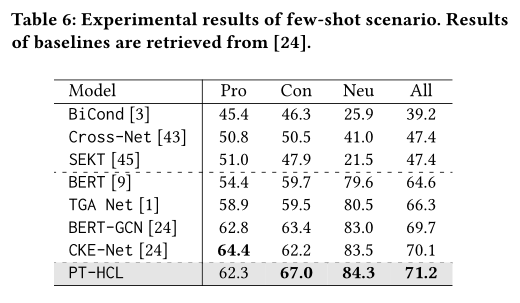 Table 6: Experimental results of few-shot scenario. Results
of baselines are retrieved from [24].
Model Pro Con Neu All
BiCond [3] 45.4 46.3 25.9 39.2
Cross-Net [43] 50.8 50.5 41.0 47.4
SEKT [45] 51.0 47.9 21.5 47.4
BERT [9] 54.4 59.7 79.6 64.6
TGA Net [1] 58.9 59.5 80.5 66.3
BERT-GCN [24] 62.8 63.4 83.0 69.7
CKE-Net [24] 64.4 62.2 83.5 70.1
PT-HCL 62.3 67.0 84.3 71.2